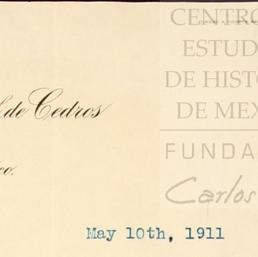 CENTRO
ESTUD
DE HISTO
DE MEX
FUNDA
Carlos
de Cedros
co.
May 10th, 1911